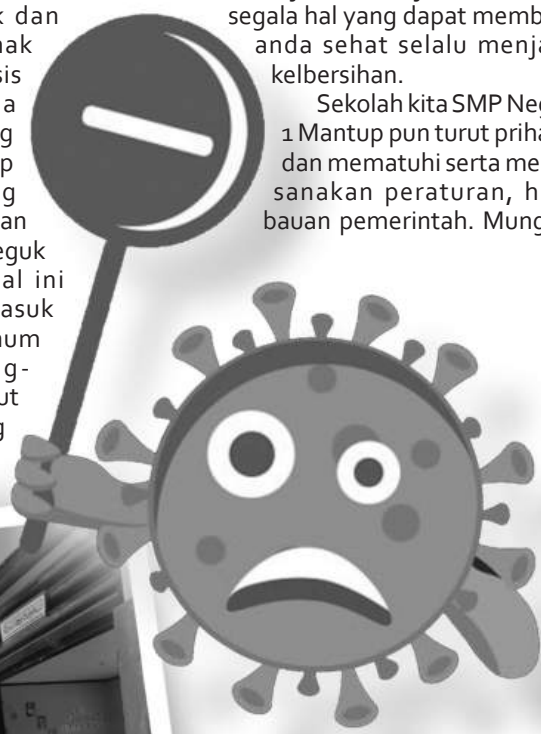 k dan
nak
sis
a
g
p
g
an
eguk
al ini
asuk
num
g-
ut
g
segala hal yang dapat memb
anda sehat selalu menja
kelbersihan.
Sekolah kita SMP Neg
1 Mantup pun turut priha
dan mematuhi serta me
sanakan peraturan, h
bauan pemerintah. Mung